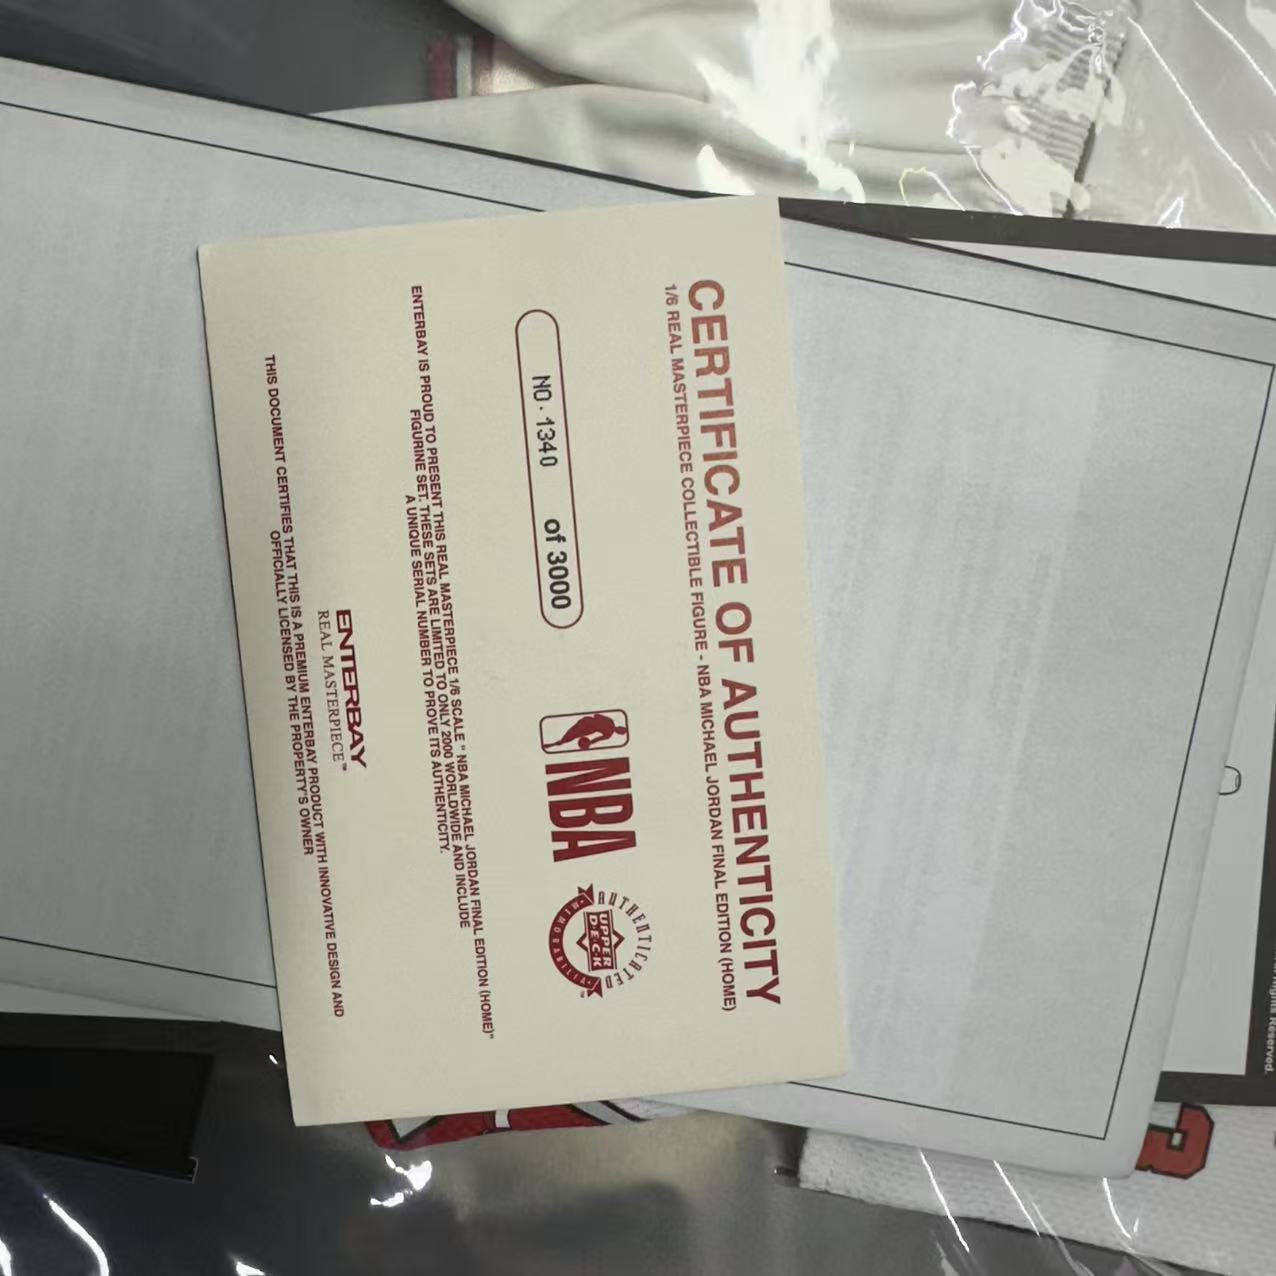 CERTIFICATE OF AUTHENTICITY
1/6 REAL MASTERPIECE COLLECTIBLE FIGURE - NBA MICHAEL JORDAN FINAL EDITION (HOME)
NO. 1340 of 3000
NBA
AUTHENTICATED
UPPER
DECK
MEMORABILIA
TM
ENTERBAY IS PROUD TO PRESENT THIS REAL MASTERPIECE 1/6 SCALE " NBA MICHAEL JORDAN FINAL EDITION (HOME)"
FIGURINE SET. THESE SETS ARE LIMITED TO ONLY 2000 WORLDWIDE AND INCLUDE
A UNIQUE SERIAL NUMBER TO PROVE ITS AUTHENTICITY.
ENTERBAY
REAL MASTERPIECE™
THIS DOCUMENT CERTIFIES THAT THIS IS A PREMIUM ENTERBAY PRODUCT WITH INNOVATIVE DESIGN AND
OFFICIALLY LICENSED BY THE PROPERTY'S OWNER
Rights Reserved.